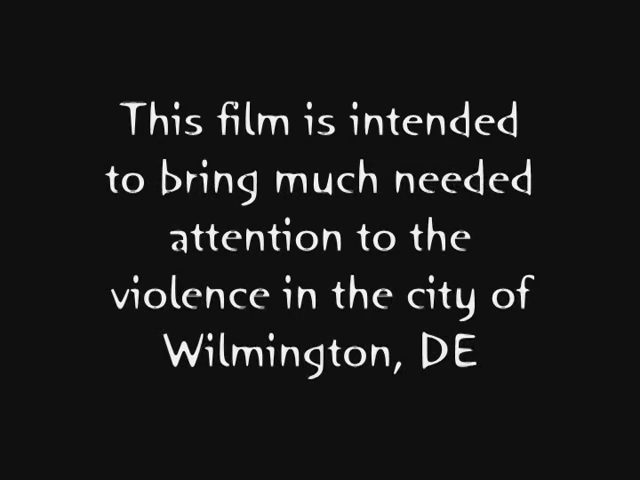 This film is intended
to bring much needed
attention to the
violence in the city of
Wilmington, DE